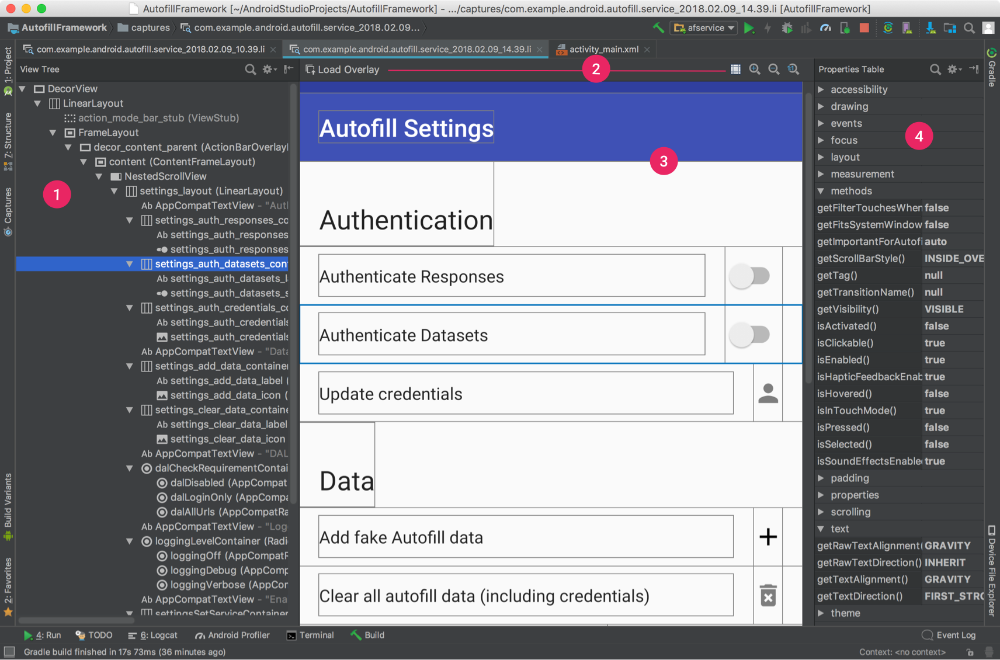 AutofillFramework [~/AndroidStudioProjects/AutofillFramework] - .../captures/com.example.android.autofill.service_2018.02.09_14.39.li [AutofillFramework]
AutofillFramework captures com.example.android.autofill.service_2018.02.09... afservice
com.example.android.autofill.service_2018.02.09_10.39.li com.example.android.autofill.service_2018.02.09_14.39.li activity_main.xml
1: Project
Z: Structure
Captures
Build Variants
2: Favorites
View Tree
DecorView
LinearLayout
action_mode_bar_stub (ViewStub)
FrameLayout
decor_content_parent (ActionBarOverlayl
content (ContentFrameLayout)
NestedScrollView
1
settings_layout (LinearLayout)
Ab AppCompatTextView - "Aut
settings_auth_responses_co
Ab settings_auth_responses
settings_auth_responses
settings_auth_datasets_con
Ab settings_auth_datasets_l
settings_auth_datasets_s
settings_auth_credentials_co
Ab settings_auth_credentials
settings_auth_credentials
Ab AppCompatTextView - "Data
settings_add_data_container
Ab settings_add_data_label (
settings_add_data_icon (
settings_clear_data_containe
Ab settings_clear_data_label
settings_clear_data_icon
Ab AppCompatTextView - "DAL
dalCheckRequirementContai
dalDisabled (AppCompat
dalLoginOnly (AppCompa
dalAllUrls (AppCompatRa
Ab AppCompatTextView - "Log
loggingLevelContainer (Radi
loggingOff (AppCompatR
loggingDebug (AppComp
loggingVerbose (AppCom
Ab AppCompatTextView - "Ena
settingsSetServiceContainer
Load Overlay 2 1:1
Autofill Settings
3
Authentication
Authenticate Responses
Authenticate Datasets
Update credentials
Data
Add fake Autofill data
Clear all autofill data (including credentials)
Properties Table
accessibility
drawing
events
4
focus
layout
measurement
methods
getFilterTouchesWhen false
getFitsSystemWindow false
getImportantForAutofi auto
getScrollBarStyle() INSIDE_OVE
getTag() null
getTransitionName() null
getVisibility() VISIBLE
isActivated() false
isClickable() true
isEnabled() true
isHapticFeedbackEnab true
isHovered() false
isInTouchMode() true
isPressed() false
isSelected() false
isSoundEffectsEnable true
padding
properties
scrolling
text
getRawTextAlignment( GRAVITY
getRawTextDirection() INHERIT
getTextAlignment() GRAVITY
getTextDirection() FIRST_STRO
theme
Gradle
Device File Explorer
4: Run TODO 6: Logcat Android Profiler Terminal Build Event Log
Gradle build finished in 17s 73ms (36 minutes ago) Context: <no context>